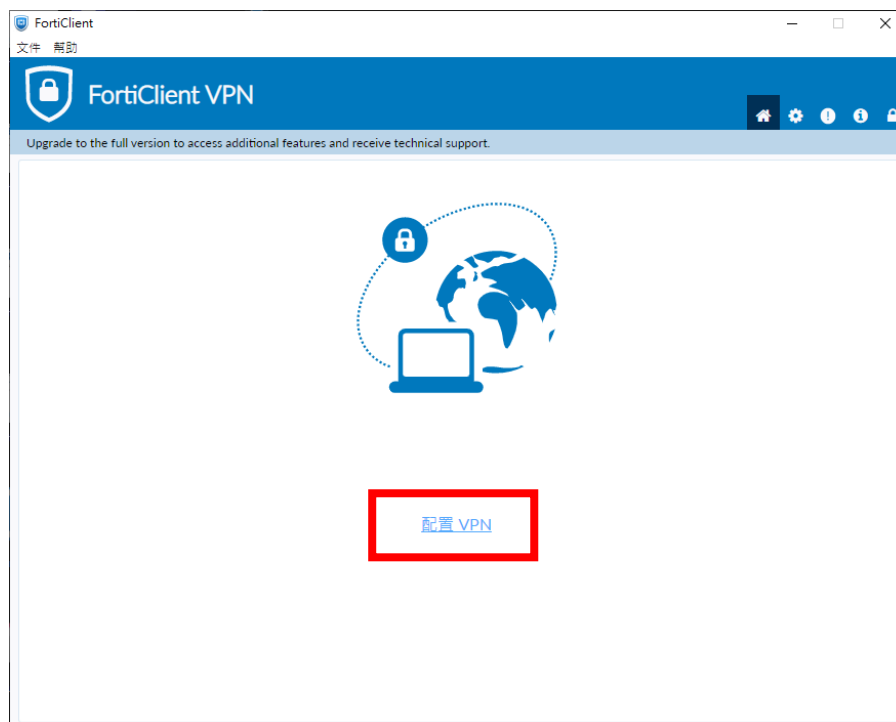 FortiClient
文件 幫助
FortiClient VPN
Upgrade to the full version to access additional features and receive technical support.
配置 VPN